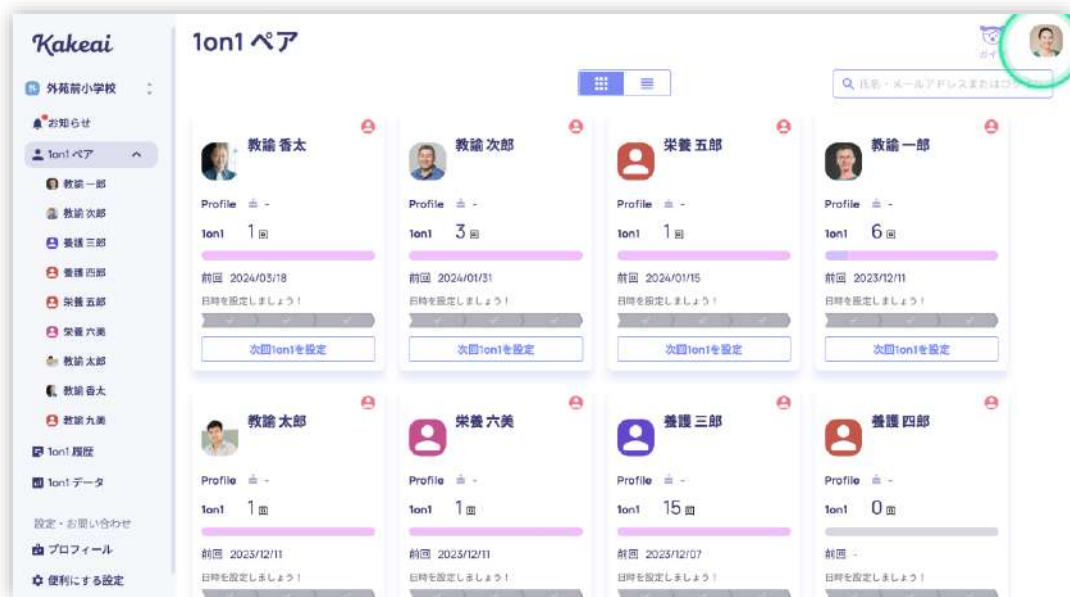 Kakeai
1on1 ペア
外苑前小学校
お知らせ
1on1 ペア
教諭 一郎
教諭 次郎
養護 三郎
養護 四郎
栄養 五郎
栄養 六美
教諭 太郎
教諭 香太
教諭 九美
1on1 履歴
1on1 データ
設定・お問い合わせ
プロフィール
便利にする設定
氏名・メールアドレスまたは
教諭 香太
Profile -
1on1 1回
前回 2024/03/18
日時を設定しましょう！
次回1on1を設定
教諭 次郎
Profile -
1on1 3回
前回 2024/01/31
日時を設定しましょう！
次回1on1を設定
栄養 五郎
Profile -
1on1 1回
前回 2024/01/15
日時を設定しましょう！
次回1on1を設定
教諭 一郎
Profile -
1on1 6回
前回 2023/12/11
日時を設定しましょう！
次回1on1を設定
教諭 太郎
Profile -
1on1 1回
前回 2023/12/11
日時を設定しましょう！
栄養 六美
Profile -
1on1 1回
前回 2023/12/11
日時を設定しましょう！
養護 三郎
Profile -
1on1 15回
前回 2023/12/07
日時を設定しましょう！
養護 四郎
Profile -
1on1 0回
前回 -
日時を設定しましょう！